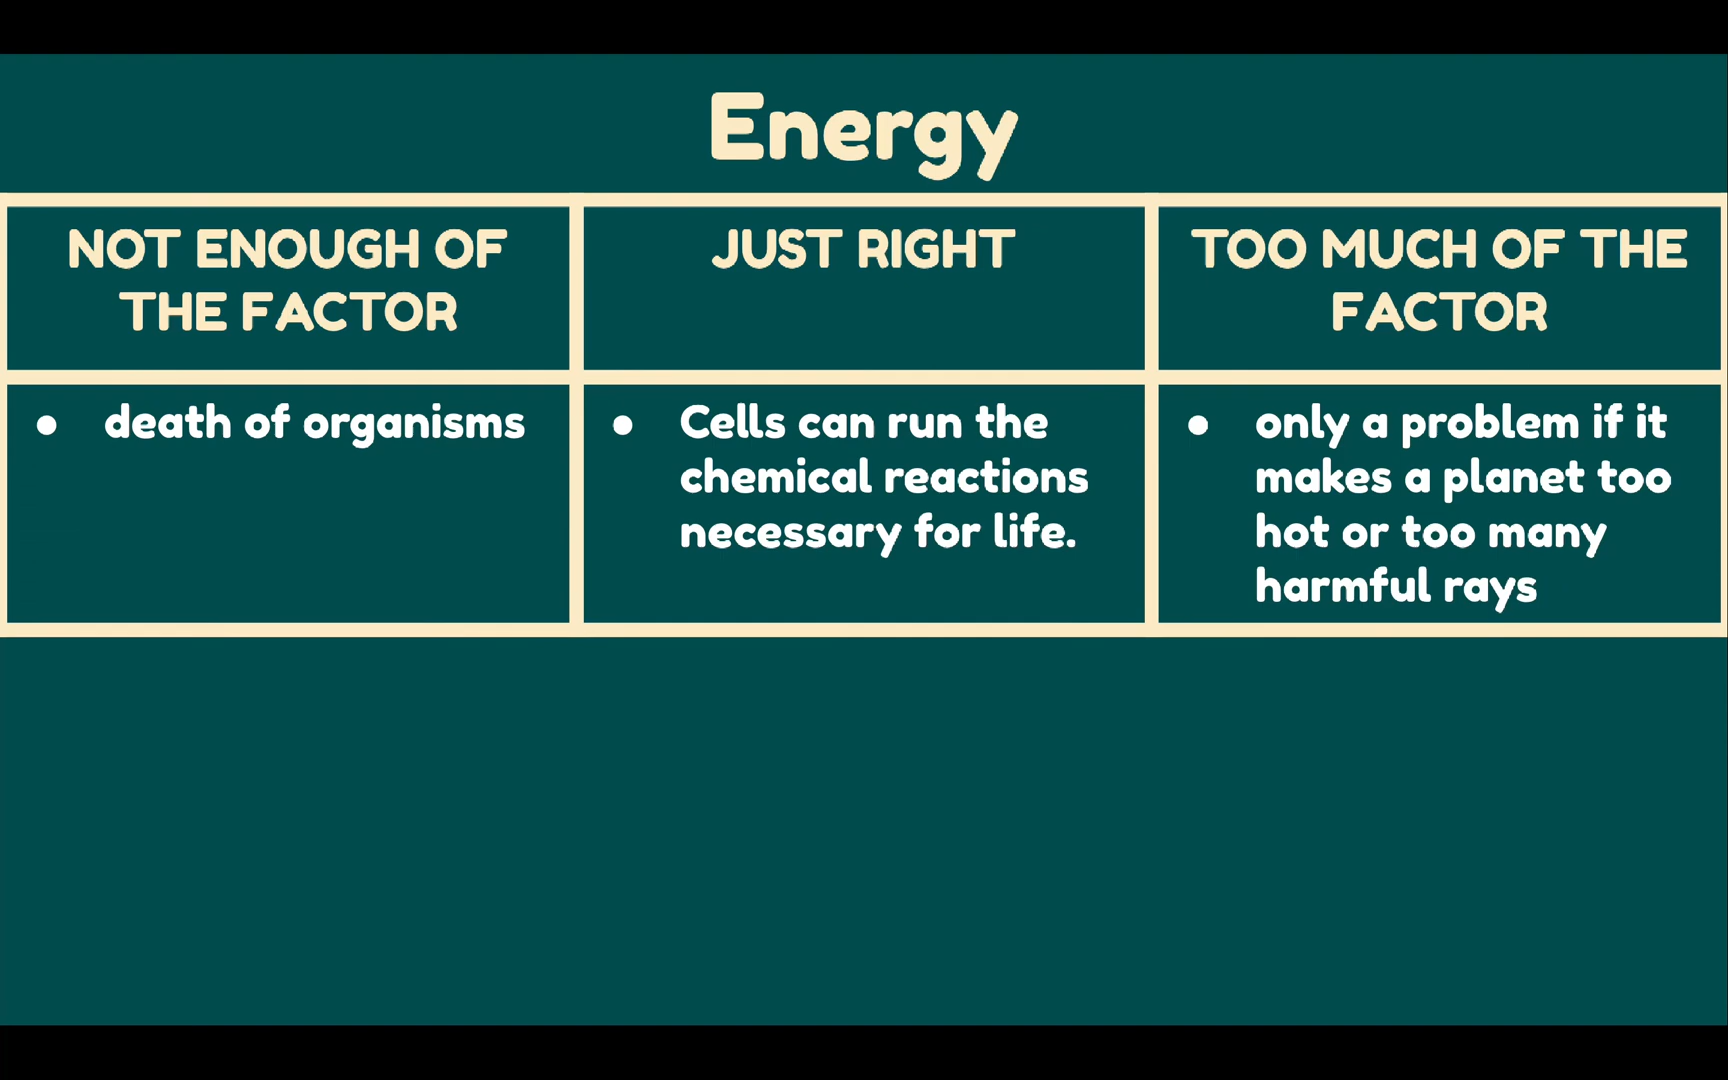 Energy
NOT ENOUGH OF
THE FACTOR
JUST RIGHT
TOO MUCH OF THE
FACTOR
● death of organisms
● Cells can run the
chemical reactions
necessary for life.
● only a problem if it
makes a planet too
hot or too many
harmful rays